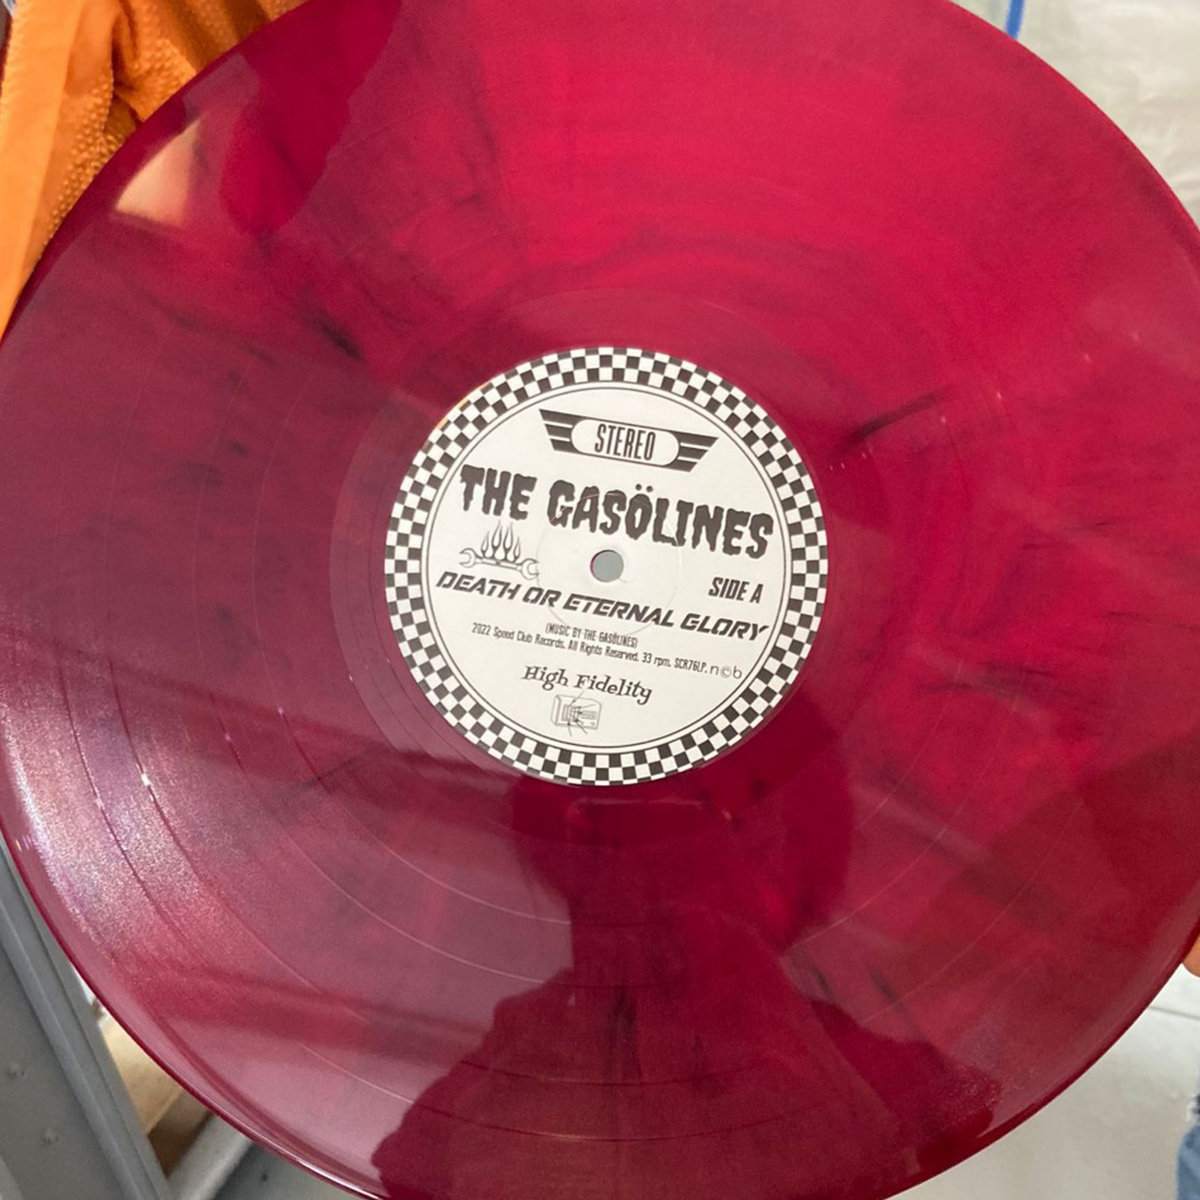 STEREO
THE GASÖLINES
SIDE A
DEATH OR ETERNAL GLORY
(MUSIC BY THE GASÖLINES)
2022 Speed Club Records. All Rights Reserved. 33 rpm. SCR76LP. n©b
High Fidelity